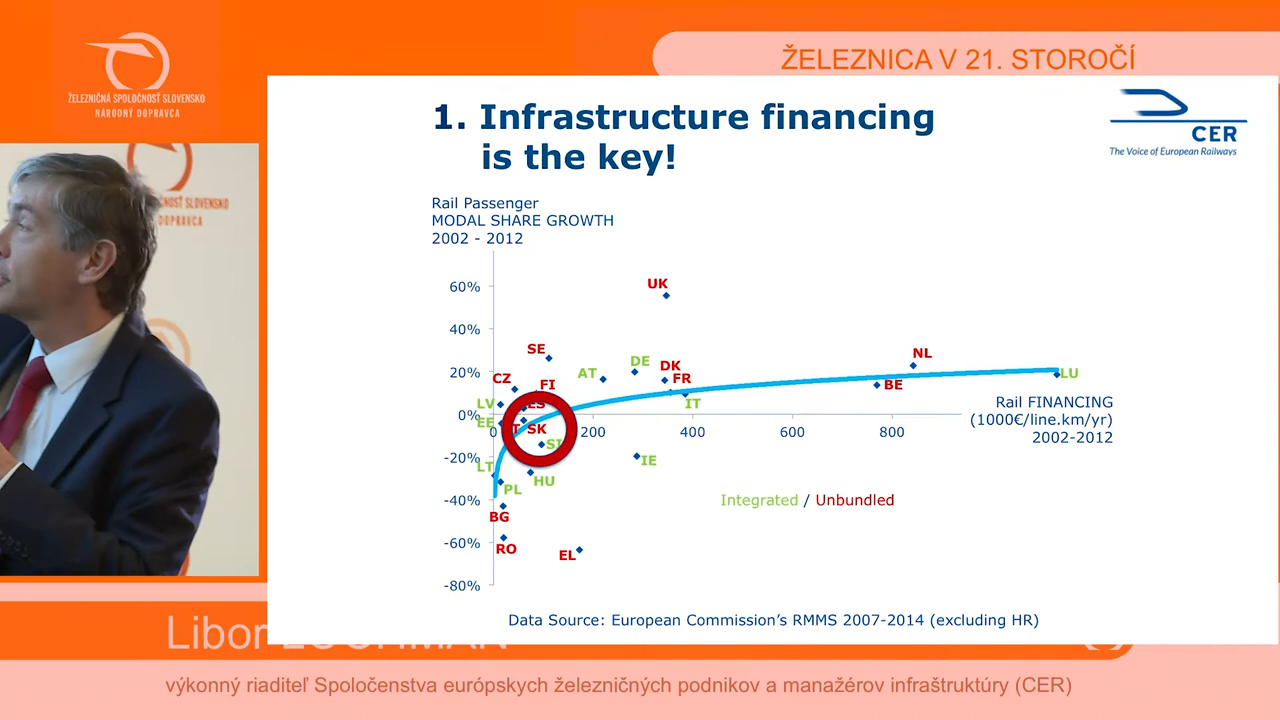 ŽELEZNIČNÁ SPOLOČNOSŤ SLOVENSKO
NÁRODNÝ DOPRAVCA
ŽELEZNICA V 21. STOROČÍ
1. Infrastructure financing
is the key!
CER
The Voice of European Railways
Rail Passenger
MODAL SHARE GROWTH
2002 - 2012
60%
40%
20%
0%
-20%
-40%
-60%
-80%
0
200
400
600
800
UK
SE
AT
DE
DK
FR
IT
NL
BE
LU
CZ
FI
LV
ES
EE
SK
SI
LT
HU
PL
IE
BG
RO
EL
Rail FINANCING
(1000€/line.km/yr)
2002-2012
Integrated / Unbundled
Data Source: European Commission's RMMS 2007-2014 (excluding HR)
Libor
výkonný riaditeľ Spoločenstva európskych železničných podnikov a manažérov infraštruktúry (CER)